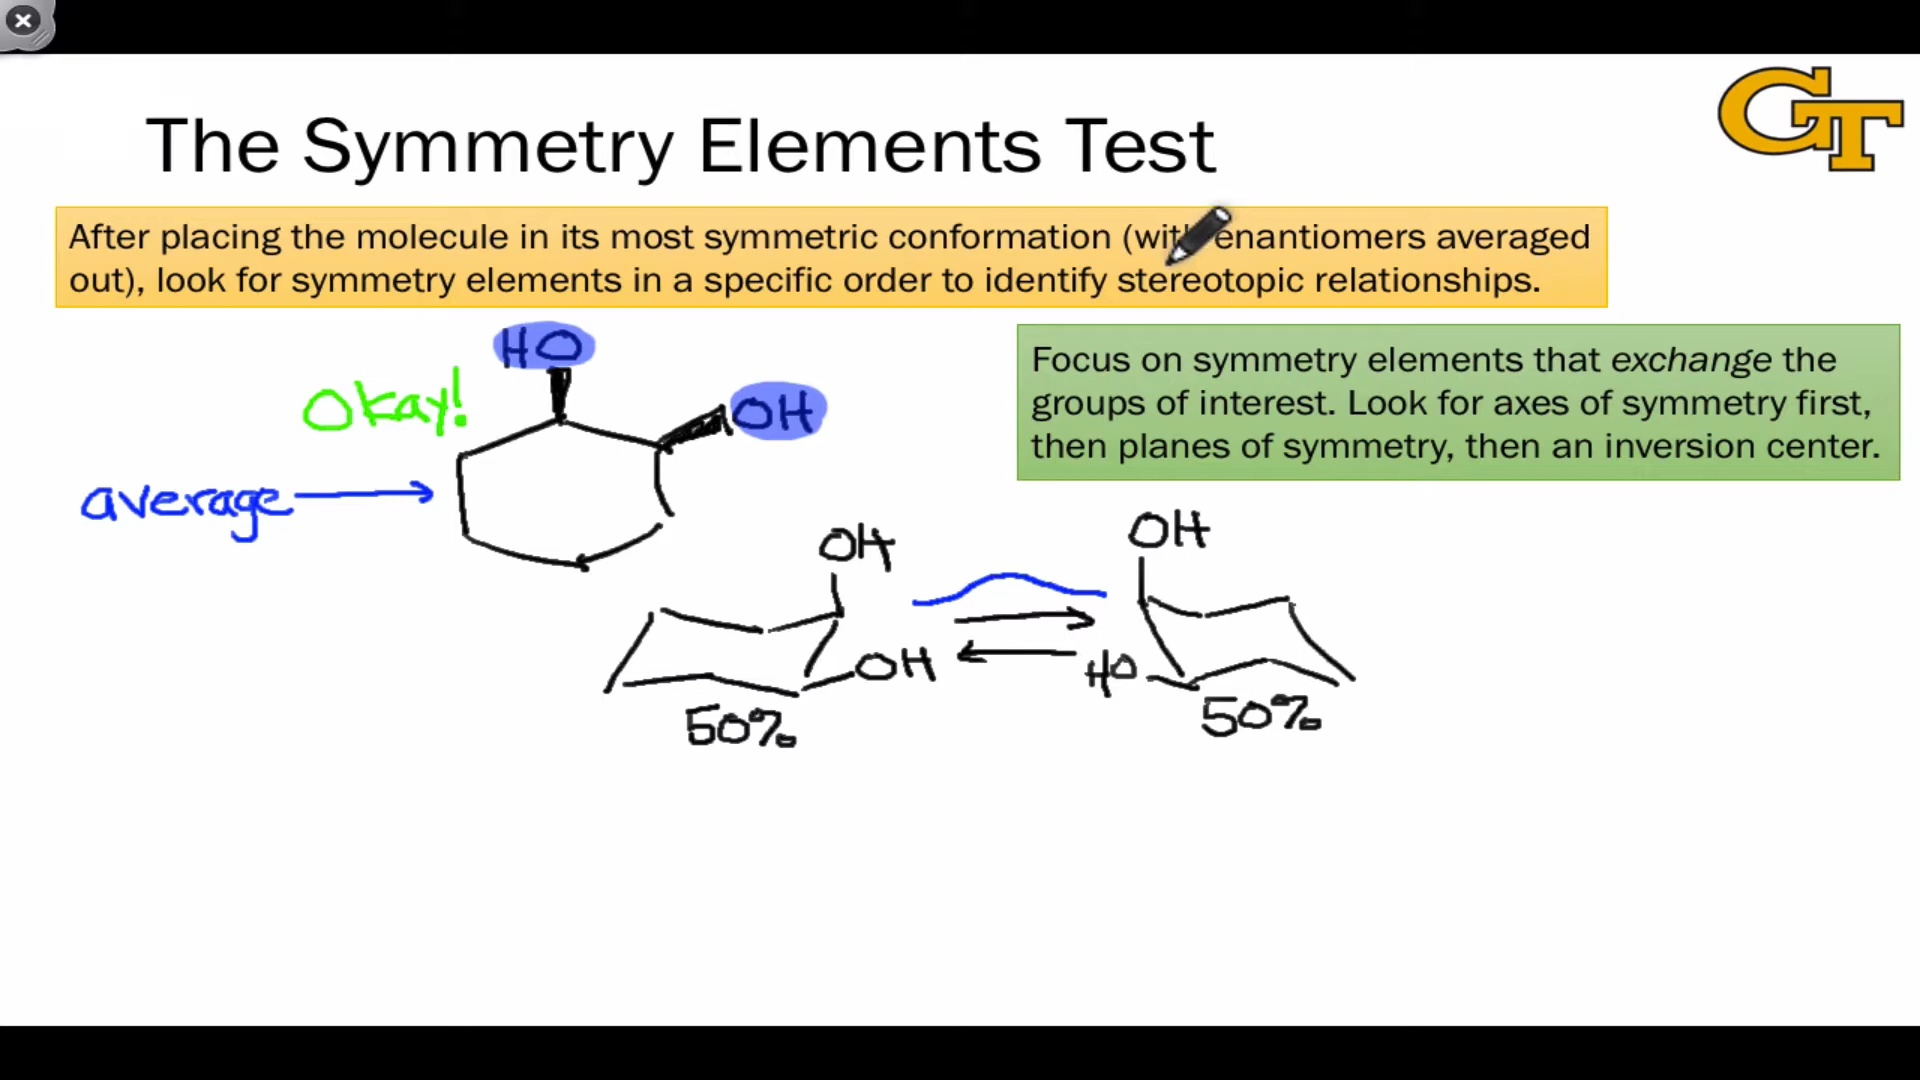 GT
The Symmetry Elements Test
After placing the molecule in its most symmetric conformation (with enantiomers averaged
out), look for symmetry elements in a specific order to identify stereotopic relationships.
HO
Focus on symmetry elements that exchange the
groups of interest. Look for axes of symmetry first,
then planes of symmetry, then an inversion center.
Okay!
OH
average
OH
OH
OH
HO
50%
50%